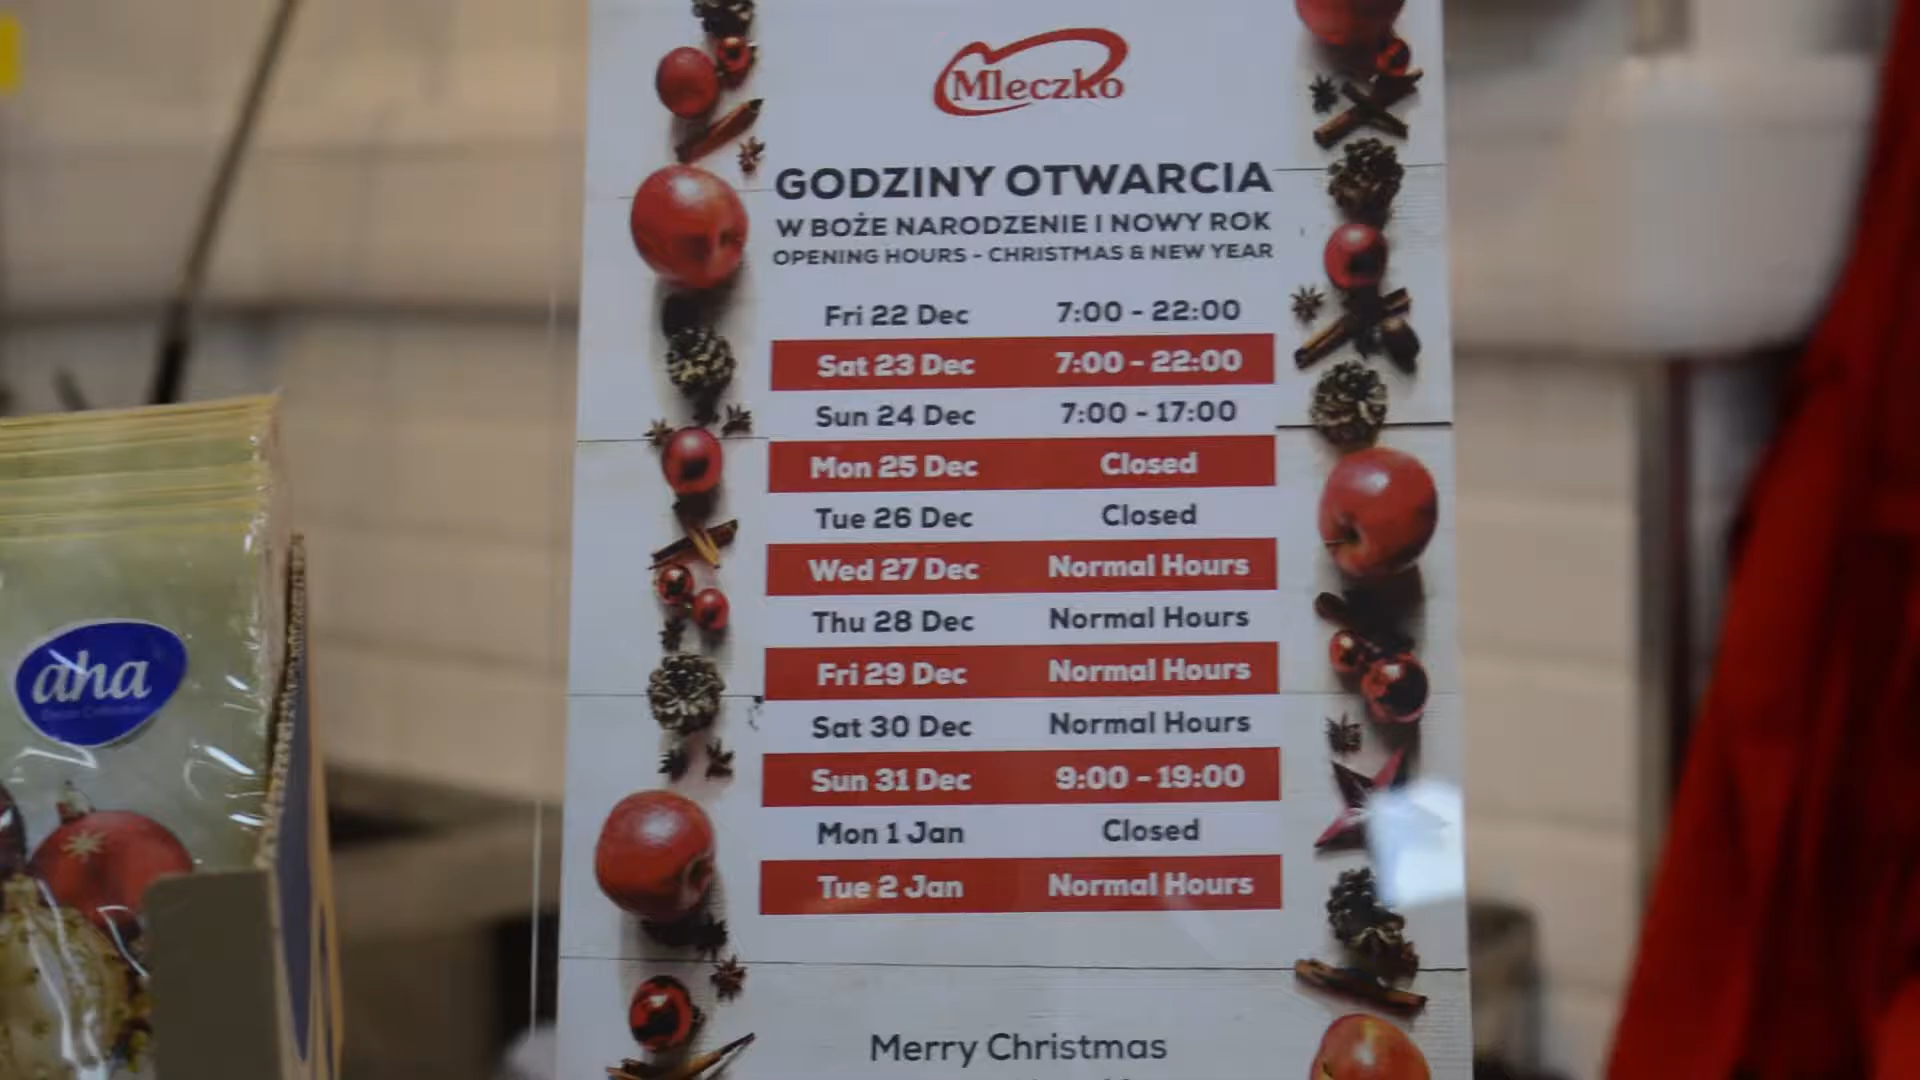 Mleczko
GODZINY OTWARCIA
W BOŻE NARODZENIE I NOWY ROK
OPENING HOURS - CHRISTMAS & NEW YEAR
Fri 22 Dec 7:00 - 22:00
Sat 23 Dec 7:00 - 22:00
Sun 24 Dec 7:00 - 17:00
Mon 25 Dec Closed
Tue 26 Dec Closed
Wed 27 Dec Normal Hours
Thu 28 Dec Normal Hours
Fri 29 Dec Normal Hours
Sat 30 Dec Normal Hours
Sun 31 Dec 9:00 - 19:00
Mon 1 Jan Closed
Tue 2 Jan Normal Hours
Merry Christmas
aha